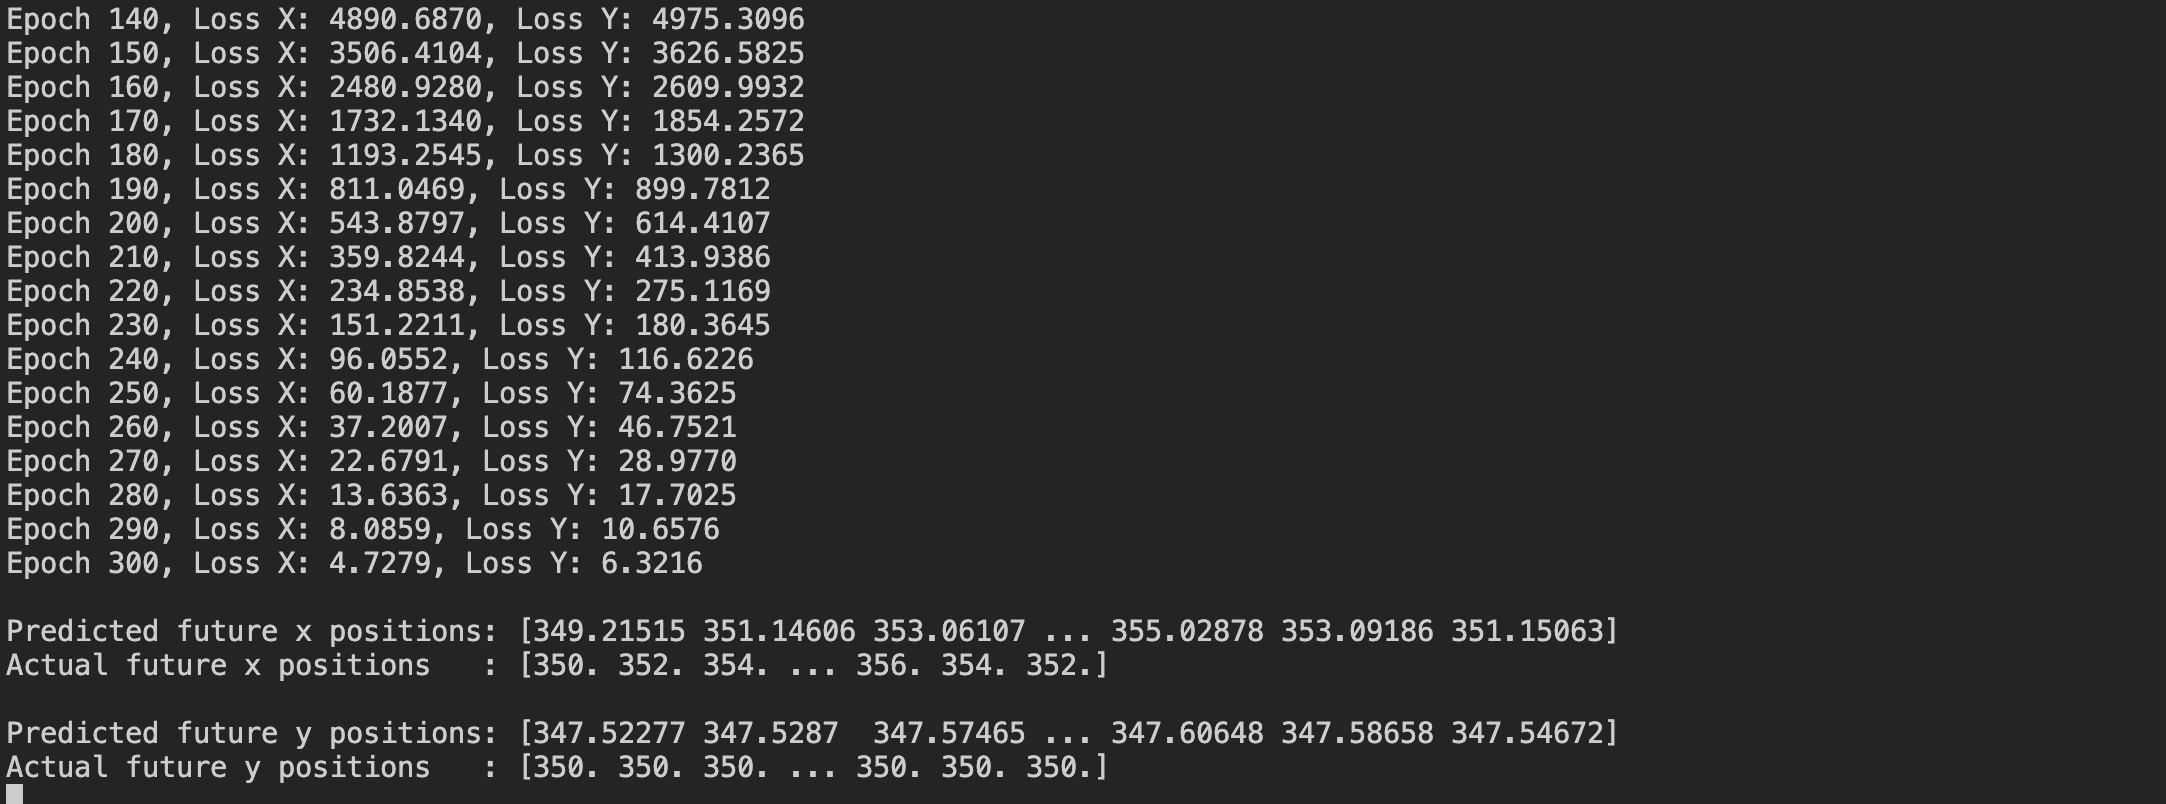 Epoch 140, Loss X: 4890.6870, Loss Y: 4975.3096
Epoch 150, Loss X: 3506.4104, Loss Y: 3626.5825
Epoch 160, Loss X: 2480.9280, Loss Y: 2609.9932
Epoch 170, Loss X: 1732.1340, Loss Y: 1854.2572
Epoch 180, Loss X: 1193.2545, Loss Y: 1300.2365
Epoch 190, Loss X: 811.0469, Loss Y: 899.7812
Epoch 200, Loss X: 543.8797, Loss Y: 614.4107
Epoch 210, Loss X: 359.8244, Loss Y: 413.9386
Epoch 220, Loss X: 234.8538, Loss Y: 275.1169
Epoch 230, Loss X: 151.2211, Loss Y: 180.3645
Epoch 240, Loss X: 96.0552, Loss Y: 116.6226
Epoch 250, Loss X: 60.1877, Loss Y: 74.3625
Epoch 260, Loss X: 37.2007, Loss Y: 46.7521
Epoch 270, Loss X: 22.6791, Loss Y: 28.9770
Epoch 280, Loss X: 13.6363, Loss Y: 17.7025
Epoch 290, Loss X: 8.0859, Loss Y: 10.6576
Epoch 300, Loss X: 4.7279, Loss Y: 6.3216
Predicted future x positions: [349.21515 351.14606 353.06107 ... 355.02878 353.09186 351.15063]
Actual future x positions   : [350. 352. 354. ... 356. 354. 352.]
Predicted future y positions: [347.52277 347.5287  347.57465 ... 347.60648 347.58658 347.54672]
Actual future y positions   : [350. 350. 350. ... 350. 350. 350.]